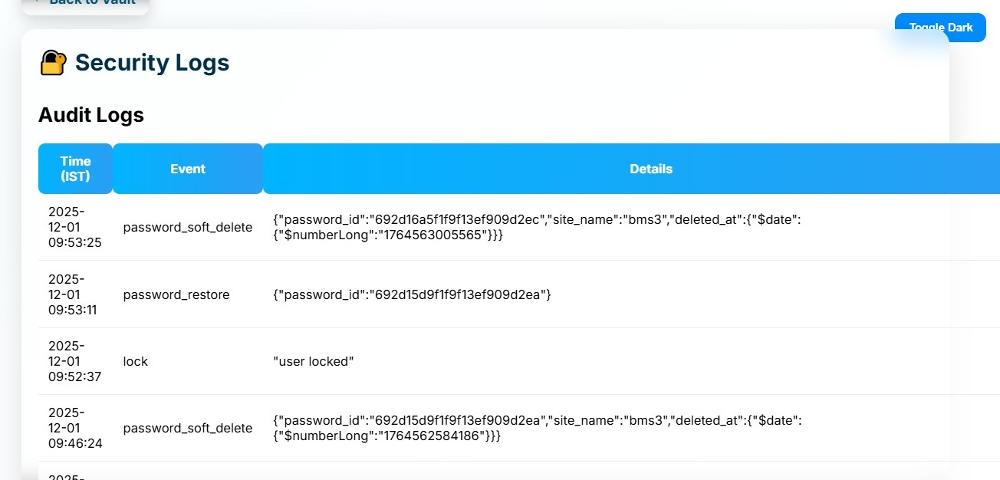 Back to Vault
Toggle Dark
Security Logs
Audit Logs
Time
(IST)
Event
Details
2025-
12-01
09:53:25
password_soft_delete
{"password_id":"692d16a5f1f9f13ef909d2ec","site_name":"bms3","deleted_at":{"$date":
{"$numberLong":"1764563005565"}}}
2025-
12-01
09:53:11
password_restore
{"password_id":"692d15d9f1f9f13ef909d2ea"}
2025-
12-01
09:52:37
lock
"user locked"
2025-
12-01
09:46:24
password_soft_delete
{"password_id":"692d15d9f1f9f13ef909d2ea","site_name":"bms3","deleted_at":{"$date":
{"$numberLong":"1764562584186"}}}
2025-